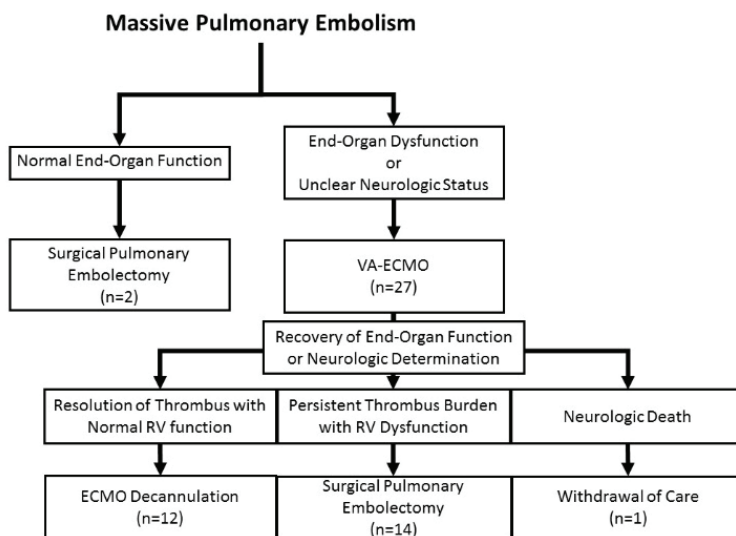 Massive Pulmonary Embolism
Normal End-Organ Function
End-Organ Dysfunction
or
Unclear Neurologic Status
Surgical Pulmonary
Embolectomy
(n=2)
VA-ECMO
(n=27)
Recovery of End-Organ Function
or Neurologic Determination
Resolution of Thrombus with
Normal RV function
Persistent Thrombus Burden
with RV Dysfunction
Neurologic Death
ECMO Decannulation
(n=12)
Surgical Pulmonary
Embolectomy
(n=14)
Withdrawal of Care
(n=1)